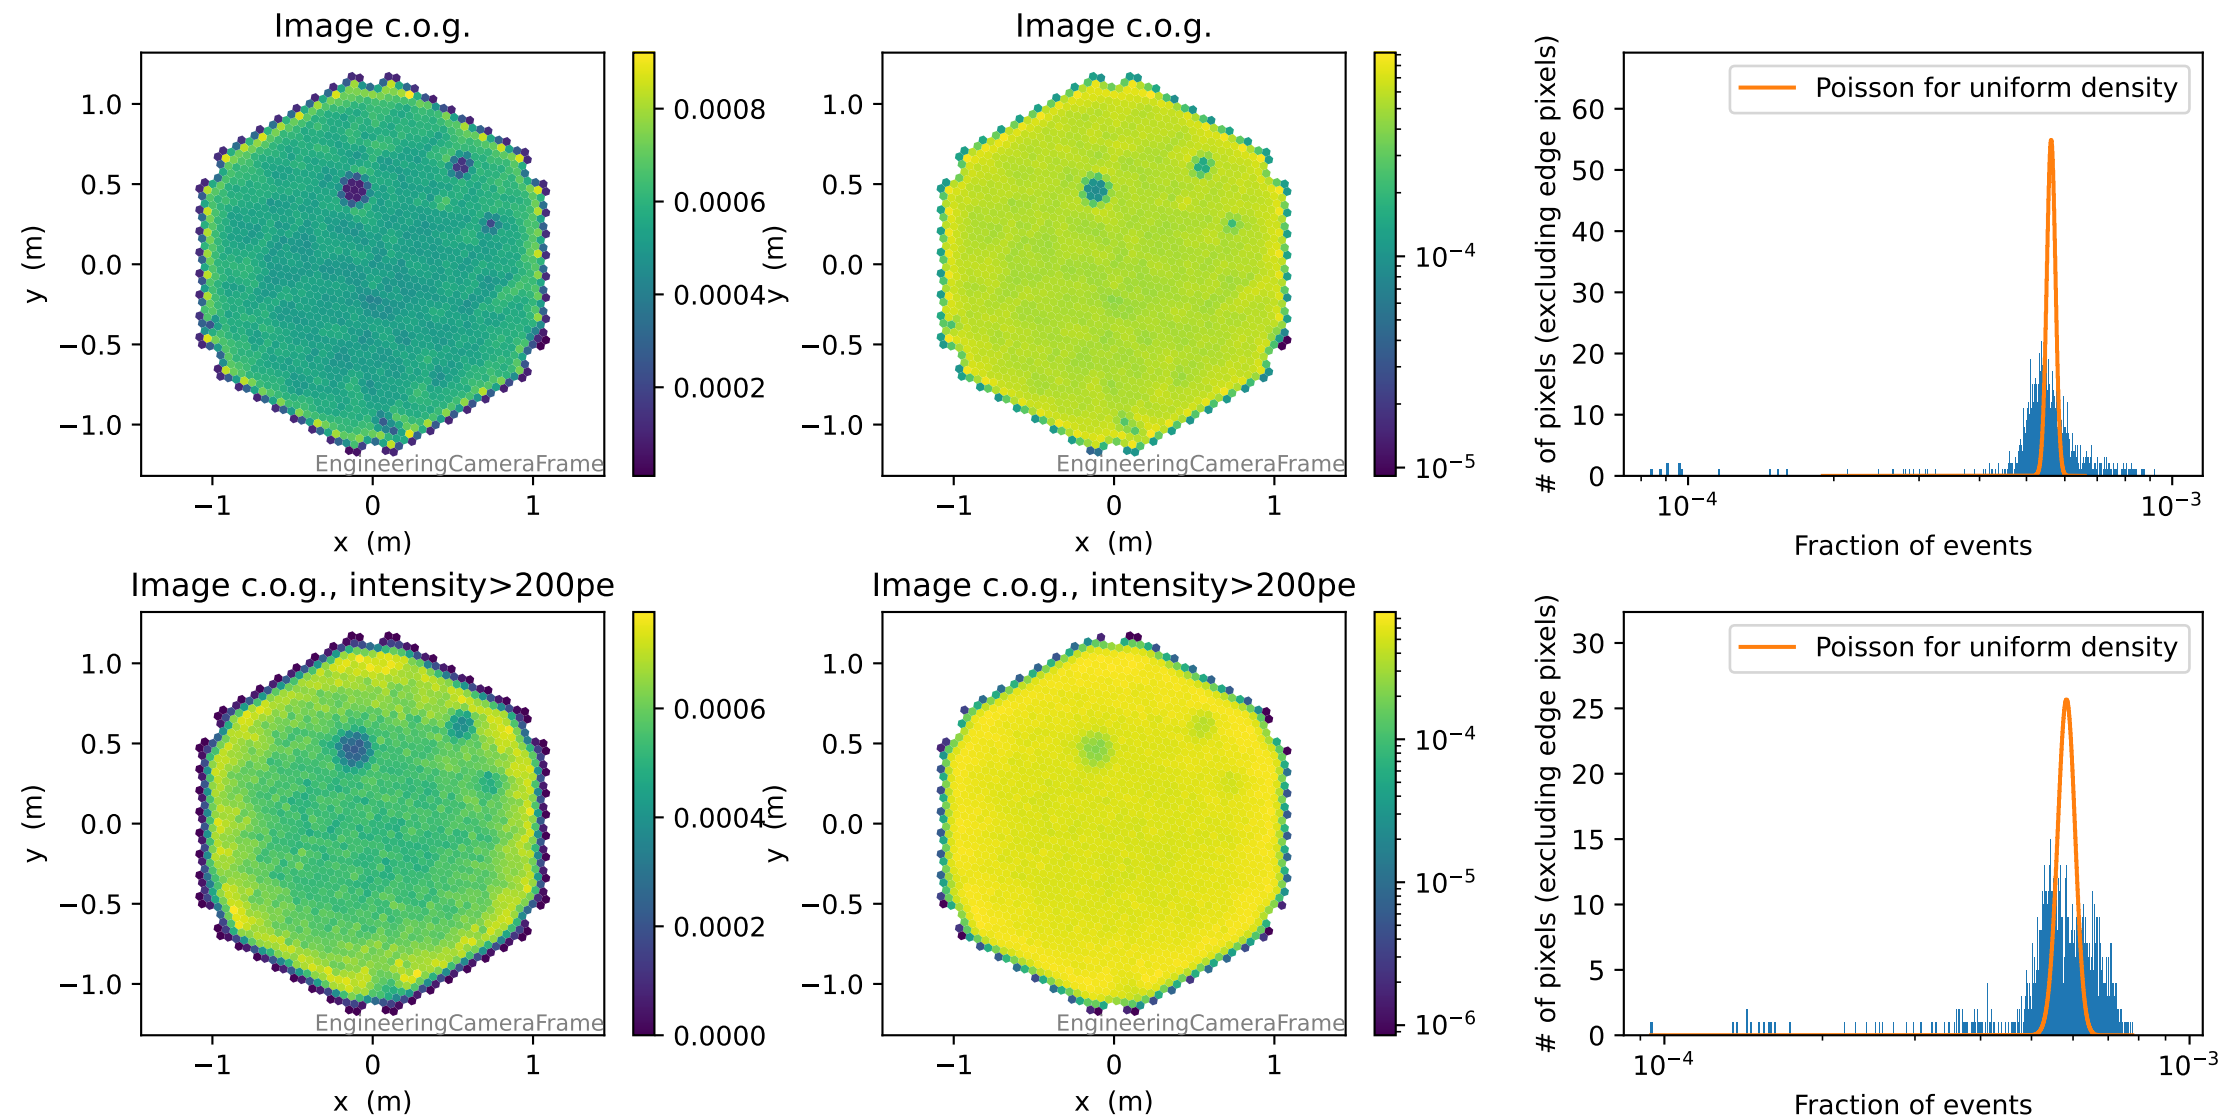 Image c.o.g.
1.0
0.5
0.0
−0.5
−1.0
y (m)
−1
0
1
x (m)
EngineeringCameraFrame
0.0008
0.0006
0.0004
0.0002
Image c.o.g.
1.0
0.5
0.0
−0.5
−1.0
y (m)
−1
0
1
x (m)
EngineeringCameraFrame
10⁻⁴
10⁻⁵
# of pixels (excluding edge pixels)
60
50
40
30
20
10
0
Poisson for uniform density
10⁻⁴
10⁻³
Fraction of events
Image c.o.g., intensity>200pe
1.0
0.5
0.0
−0.5
−1.0
y (m)
−1
0
1
x (m)
EngineeringCameraFrame
0.0006
0.0004
0.0002
0.0000
Image c.o.g., intensity>200pe
1.0
0.5
0.0
−0.5
−1.0
y (m)
−1
0
1
x (m)
EngineeringCameraFrame
10⁻⁴
10⁻⁵
10⁻⁶
# of pixels (excluding edge pixels)
30
25
20
15
10
5
0
Poisson for uniform density
10⁻⁴
10⁻³
Fraction of events